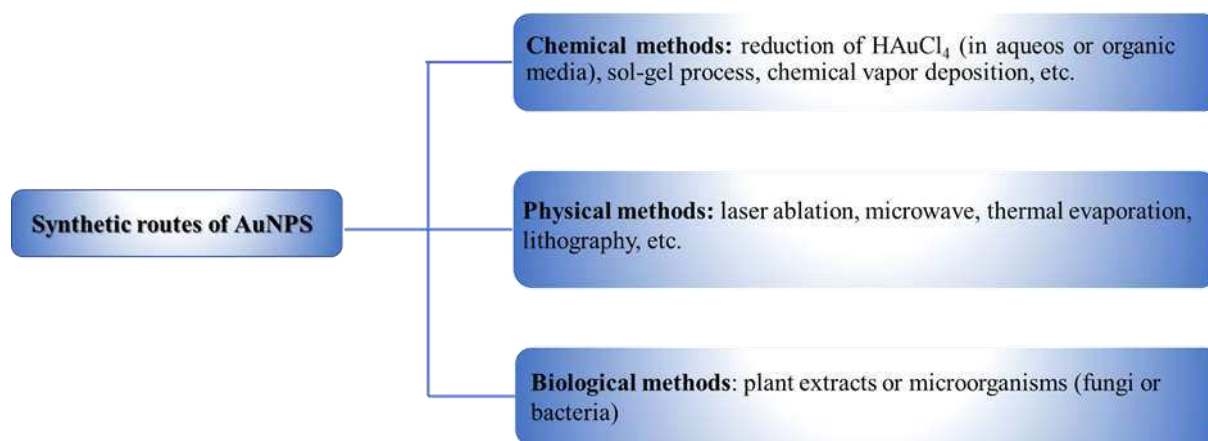 Chemical methods: reduction of HAuCl₄ (in aqueos or organic
media), sol-gel process, chemical vapor deposition, etc.
Synthetic routes of AuNPS
Physical methods: laser ablation, microwave, thermal evaporation,
lithography, etc.
Biological methods: plant extracts or microorganisms (fungi or
bacteria)